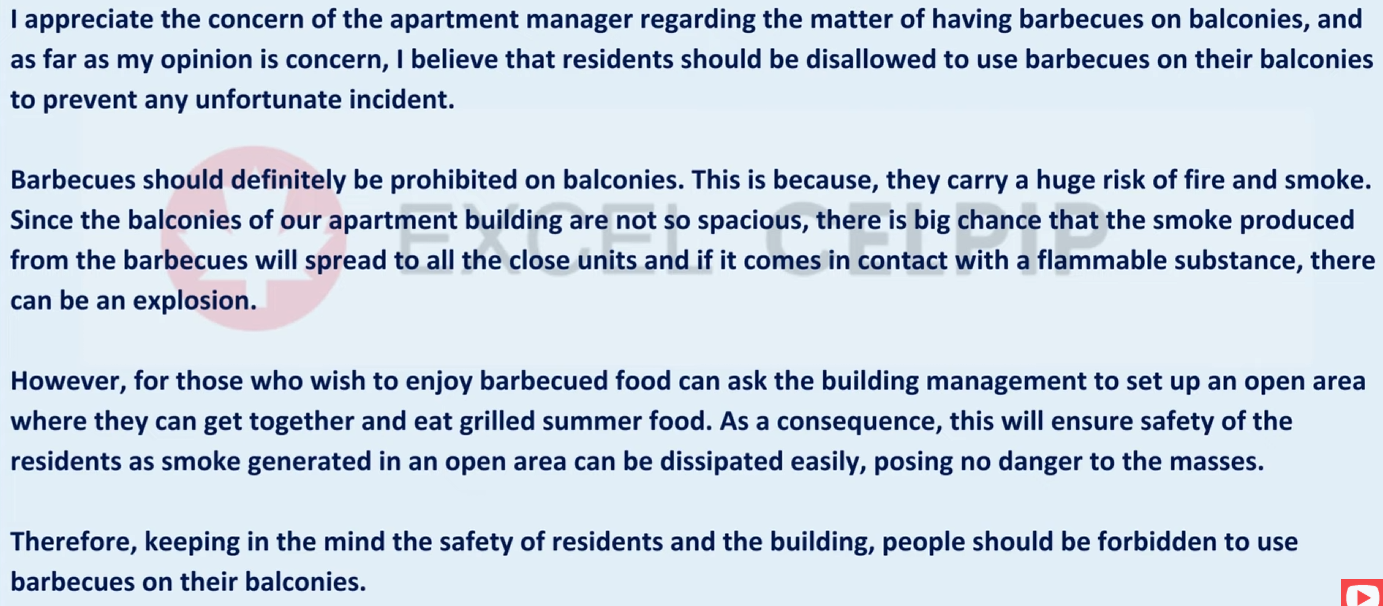 I appreciate the concern of the apartment manager regarding the matter of having barbecues on balconies, and
as far as my opinion is concern, I believe that residents should be disallowed to use barbecues on their balconies
to prevent any unfortunate incident.
Barbecues should definitely be prohibited on balconies. This is because, they carry a huge risk of fire and smoke.
Since the balconies of our apartment building are not so spacious, there is big chance that the smoke produced
from the barbecues will spread to all the close units and if it comes in contact with a flammable substance, there
can be an explosion.
EXCEL CELPIP
However, for those who wish to enjoy barbecued food can ask the building management to set up an open area
where they can get together and eat grilled summer food. As a consequence, this will ensure safety of the
residents as smoke generated in an open area can be dissipated easily, posing no danger to the masses.
Therefore, keeping in the mind the safety of residents and the building, people should be forbidden to use
barbecues on their balconies.